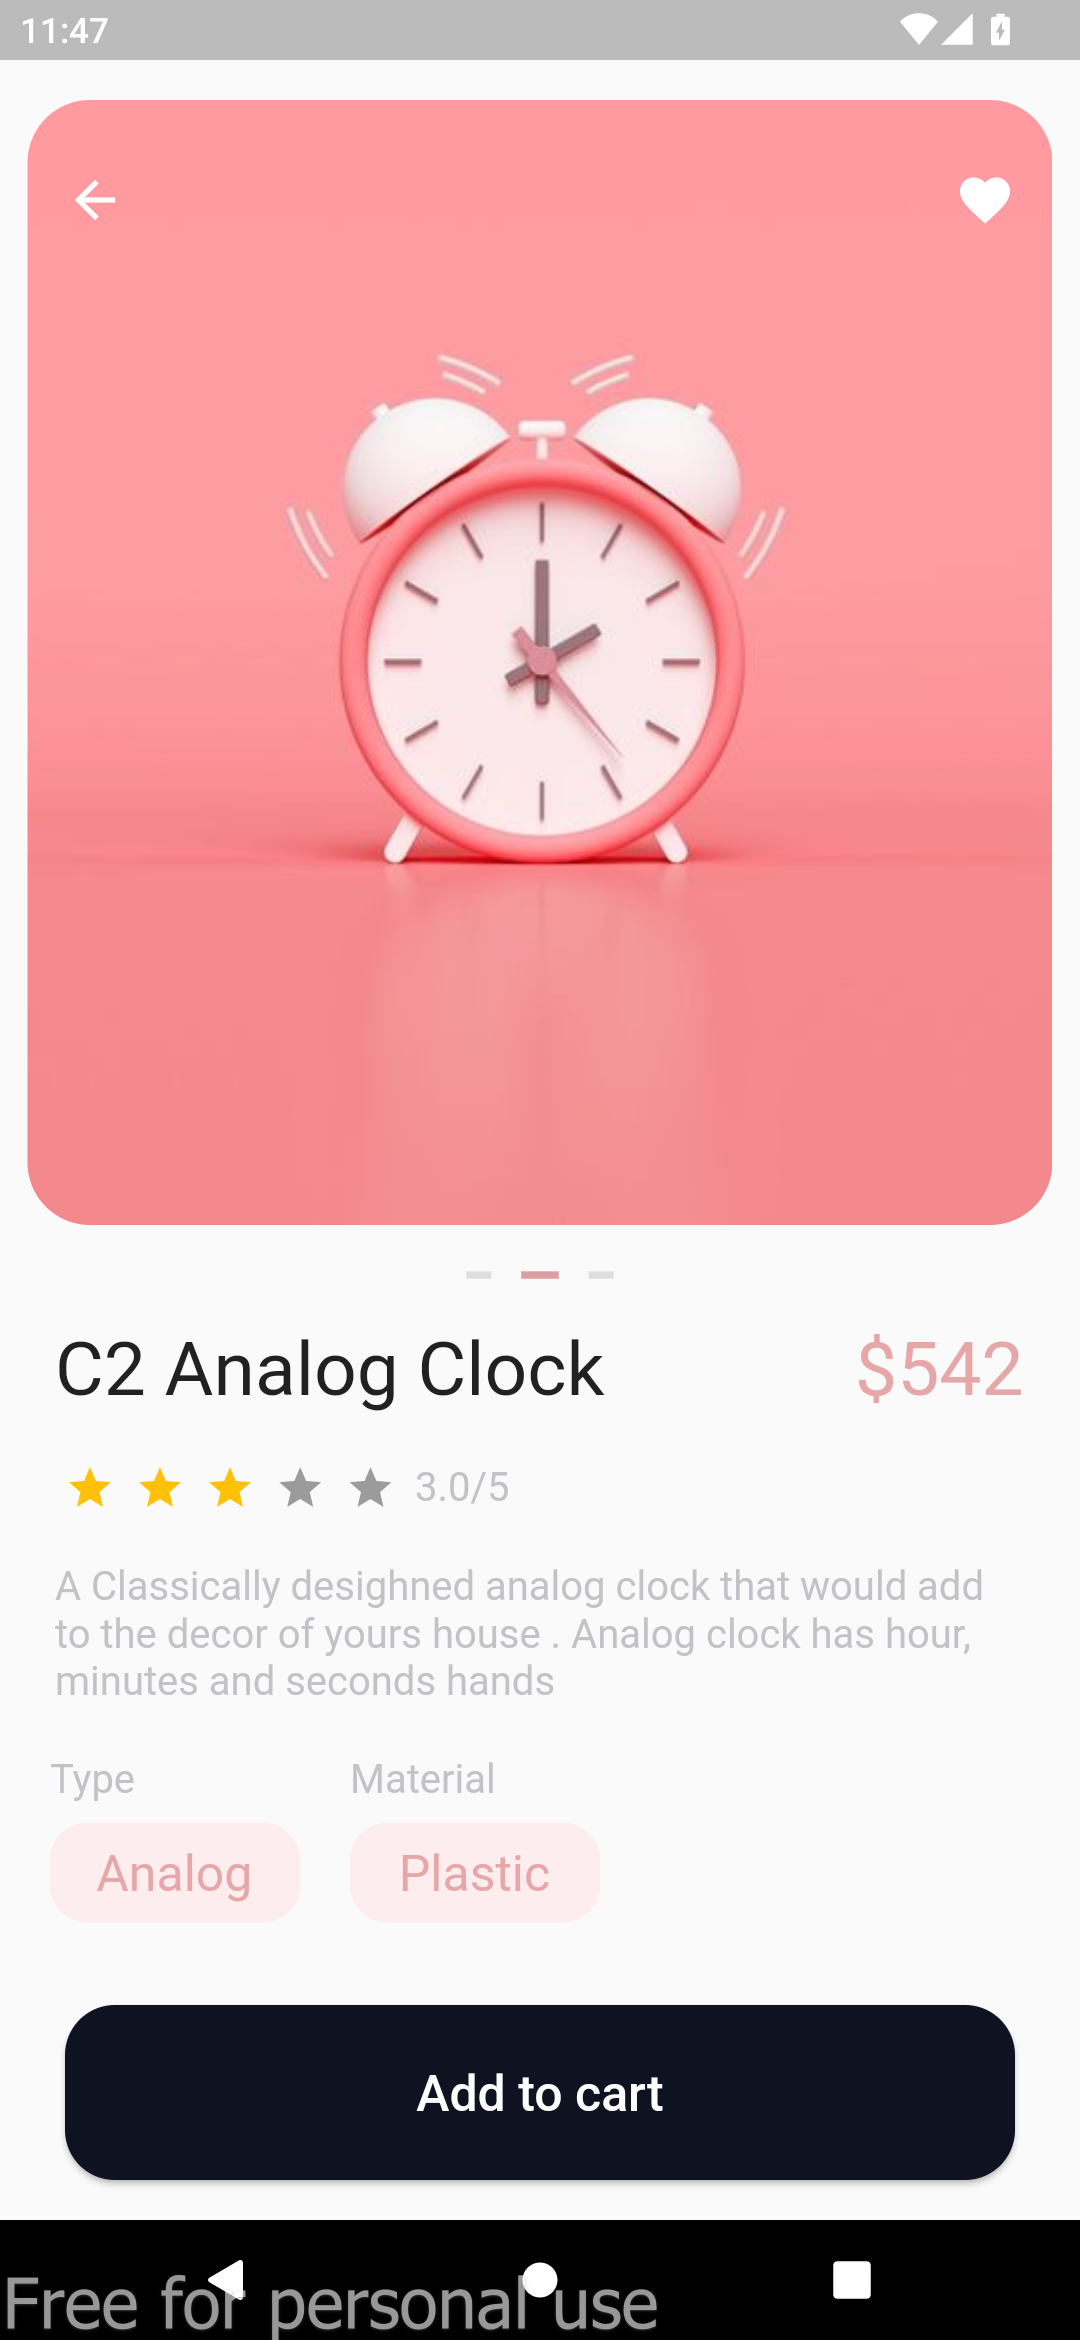 11:47
C2 Analog Clock
$542
3.0/5
A Classically desighned analog clock that would add
to the decor of yours house . Analog clock has hour,
minutes and seconds hands
Type
Material
Analog
Plastic
Add to cart
Free for personal use